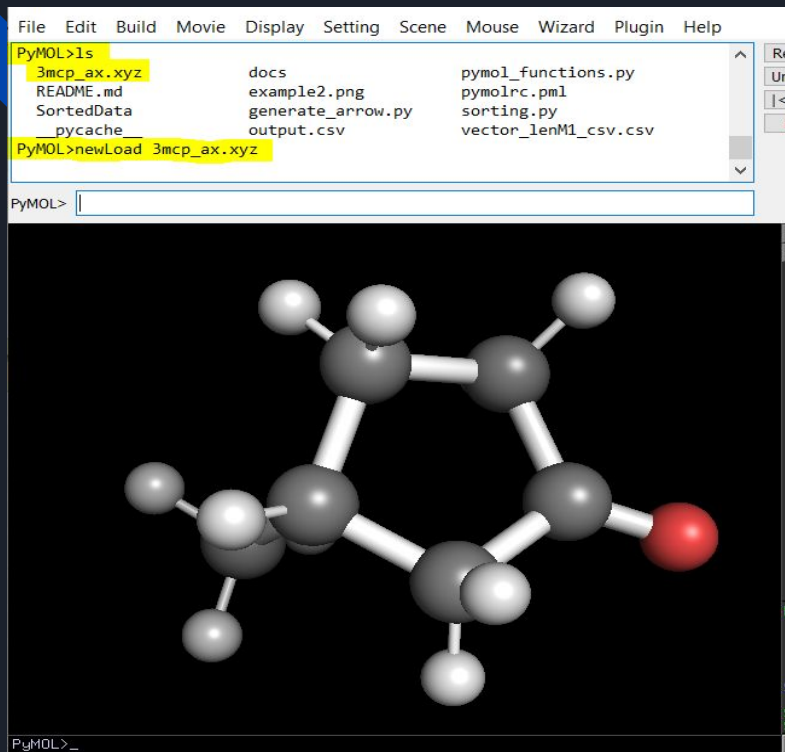 File Edit Build Movie Display Setting Scene Mouse Wizard Plugin Help
PyMOL>ls
3mcp_ax.xyz docs pymol_functions.py
README.md example2.png pymolrc.pml
SortedData generate_arrow.py sorting.py
__pycache__ output.csv vector_lenM1_csv.csv
PyMOL>newLoad 3mcp_ax.xyz
PyMOL>
PyMOL>_